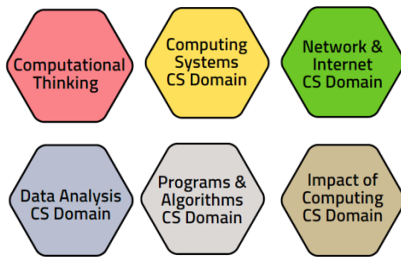 Computational
Thinking
Computing
Systems
CS Domain
Network &
Internet
CS Domain
Data Analysis
CS Domain
Programs &
Algorithms
CS Domain
Impact of
Computing
CS Domain